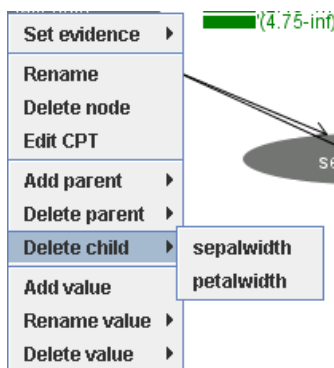 '(4.75-inf)
Set evidence
Rename
Delete node
Edit CPT
Add parent
Delete parent
Delete child
sepalwidth
petalwidth
Add value
Rename value
Delete value